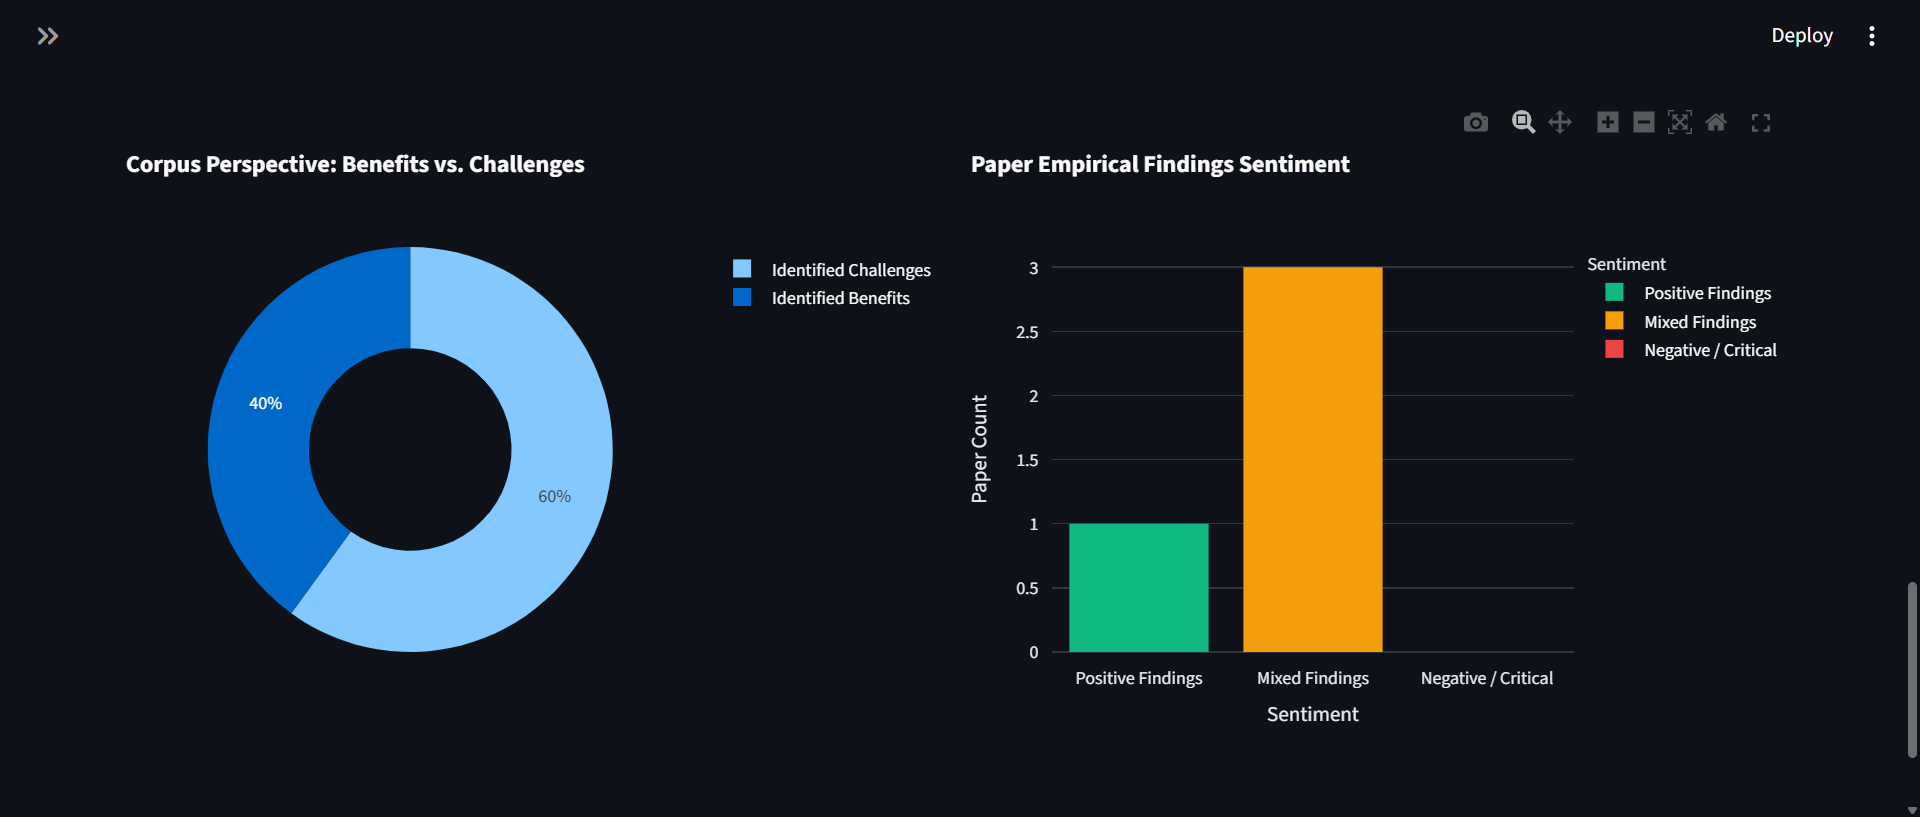 Deploy
Corpus Perspective: Benefits vs. Challenges
40%
60%
Identified Challenges
Identified Benefits
Paper Empirical Findings Sentiment
Paper Count
3
2.5
2
1.5
1
0.5
0
Positive Findings
Mixed Findings
Negative / Critical
Sentiment
Sentiment
Positive Findings
Mixed Findings
Negative / Critical